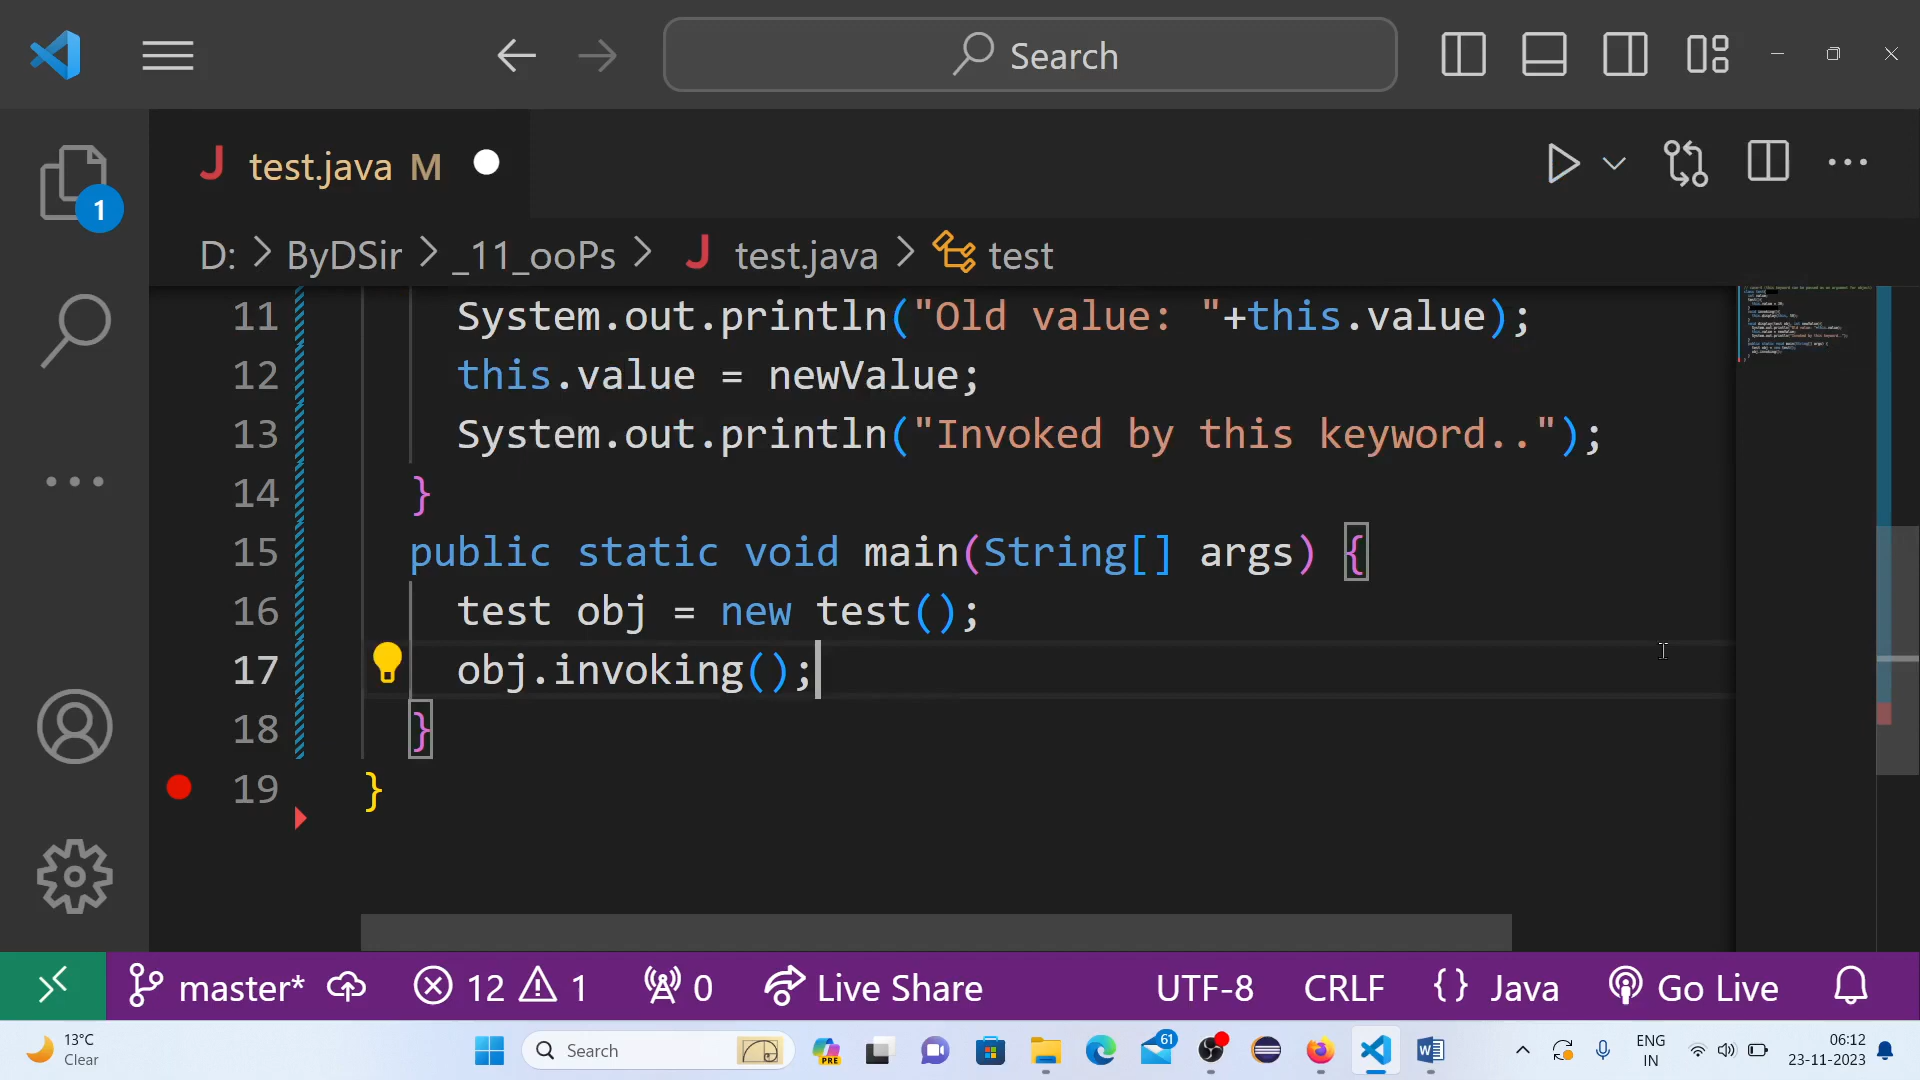 Search
test.java M
D: > ByDSir > _11_ooPs > test.java > test
1
11 System.out.println("Old value: "+this.value);
12 this.value = newValue;
13 System.out.println("Invoked by this keyword..");
14 }
15 public static void main(String[] args) {
16 test obj = new test();
17 obj.invoking();
18 }
19 }
master* 12 1 0 Live Share UTF-8 CRLF {} Java Go Live
13°C
Clear
Search
PRE
61
ENG
IN
06:12
23-11-2023